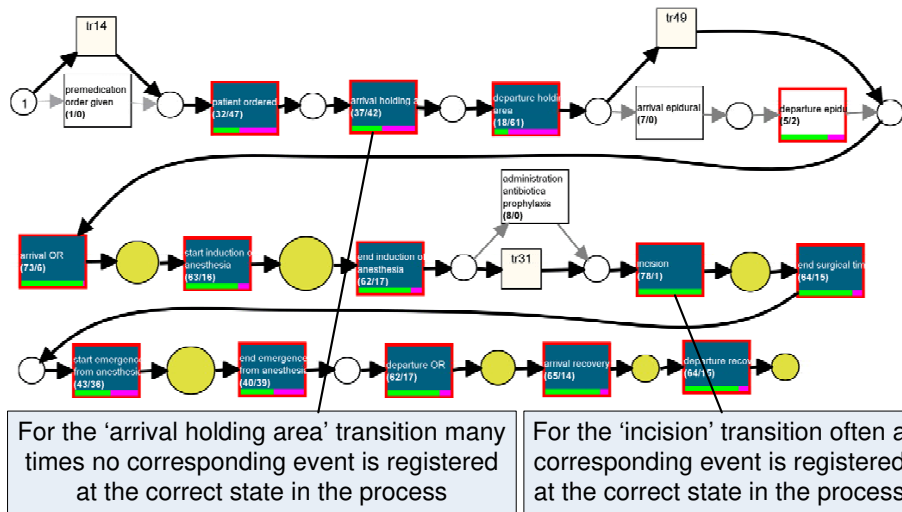 tr14
tr49
1
premedication
order given
(1/0)
patient ordered
(32/47)
arrival holding a
(37/42)
departure holdin
area
(18/61)
arrival epidural
(7/0)
departure epidu
(5/2)
administration
antibiotica
prophylaxis
(8/0)
arrival OR
(73/6)
start induction o
anesthesia
(63/16)
end induction of
anesthesia
(62/17)
tr31
incision
(78/1)
end surgical tim
(64/15)
start emergence
from anesthesi
(43/36)
end emergence
from anesthesi
(40/39)
departure OR
(62/17)
arrival recovery
(65/14)
departure recov
(64/15)
For the ‘arrival holding area’ transition many
times no corresponding event is registered
at the correct state in the process
For the ‘incision’ transition often a
corresponding event is registered
at the correct state in the process